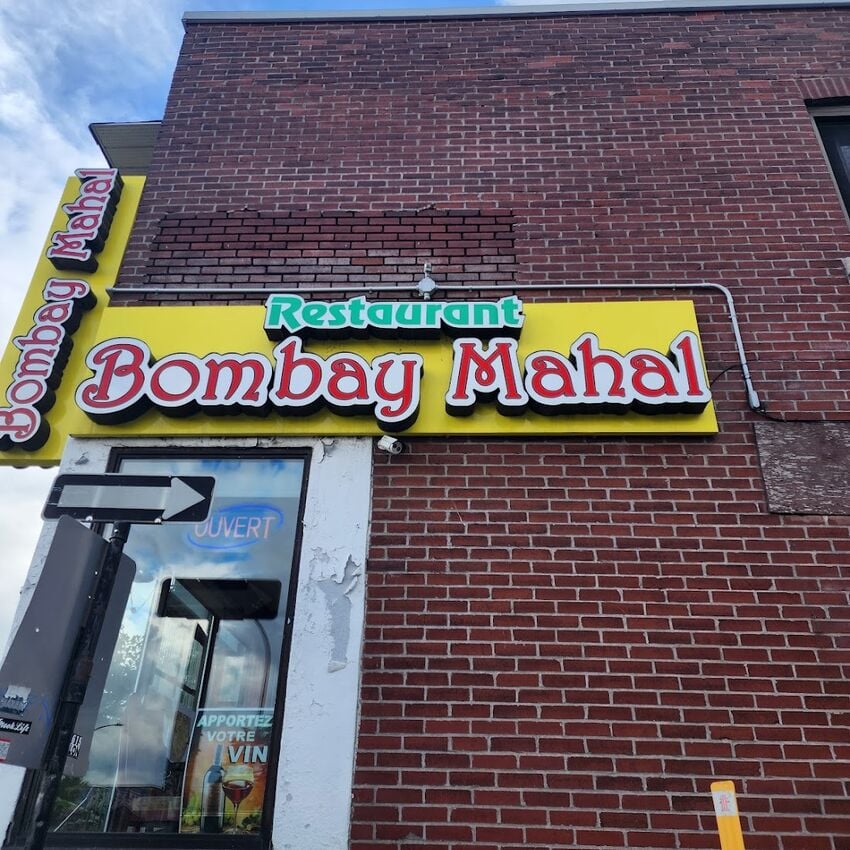 Bombay Mahal
Restaurant
Bombay Mahal
OUVERT
APPORTEZ
VOTRE
VIN